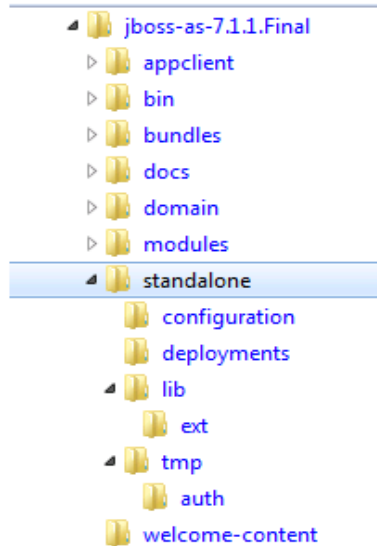 jboss-as-7.1.1.Final
appclient
bin
bundles
docs
domain
modules
standalone
configuration
deployments
lib
ext
tmp
auth
welcome-content